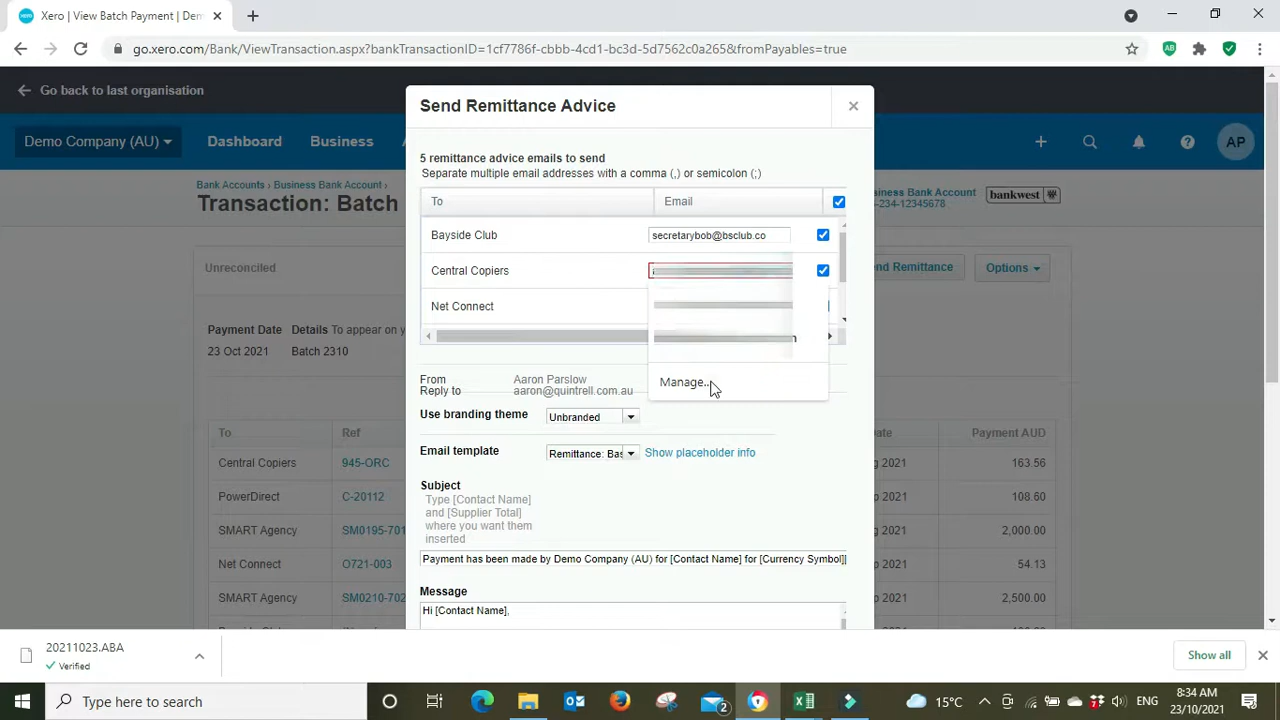 Xero | View Batch Payment | Dem
go.xero.com/Bank/ViewTransaction.aspx?bankTransactionID=1cf7786f-cbbb-4cd1-bc3d-5d7562c0a265&fromPayables=true
Go back to last organisation
Demo Company (AU)
Dashboard
Business
AP
Bank Accounts › Business Bank Account ›
Transaction: Batch
siness Bank Account
-234-12345678
bankwest
Unreconciled
nd Remittance
Options
Payment Date
Details To appear on y
23 Oct 2021
Batch 2310
To Ref Date Payment AUD
Central Copiers 945-ORC g 2021 163.56
PowerDirect C-20112 p 2021 108.60
SMART Agency SM0195-701 p 2021 2,000.00
Net Connect O721-003 p 2021 54.13
SMART Agency SM0210-702 p 2021 2,500.00
Send Remittance Advice
5 remittance advice emails to send
Separate multiple email addresses with a comma (,) or semicolon (;)
To Email
Bayside Club secretarybob@bsclub.co
Central Copiers
Net Connect
Manage...
From Aaron Parslow
Reply to aaron@quintrell.com.au
Use branding theme Unbranded
Email template Remittance: Bas Show placeholder info
Subject
Type [Contact Name]
and [Supplier Total]
where you want them
inserted
Payment has been made by Demo Company (AU) for [Contact Name] for [Currency Symbol][
Message
Hi [Contact Name],
20211023.ABA
Verified
Show all
Type here to search
2
15°C
ENG
8:34 AM
23/10/2021